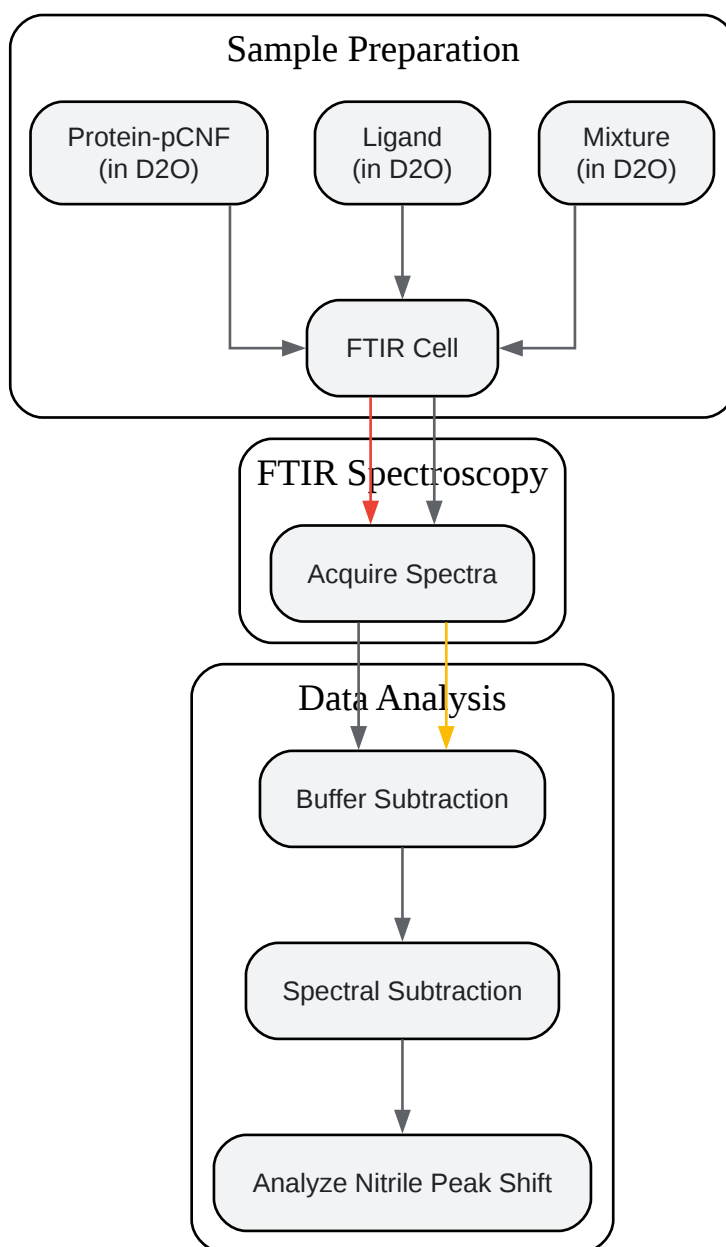 Sample Preparation
Protein-pCNF
(in D2O)
Ligand
(in D2O)
Mixture
(in D2O)
FTIR Cell
FTIR Spectroscopy
Acquire Spectra
Data Analysis
Buffer Subtraction
Spectral Subtraction
Analyze Nitrile Peak Shift